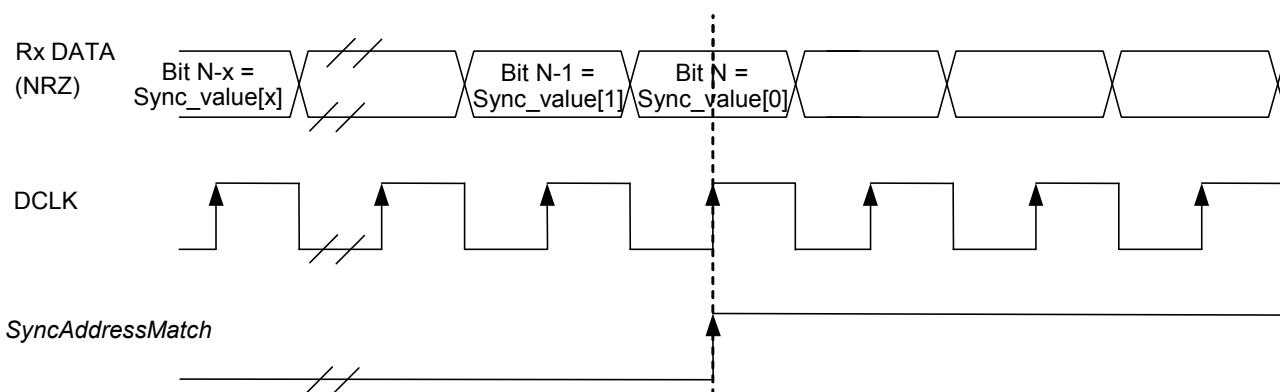 Rx DATA
(NRZ)
Bit N-x =
Sync_value[x]
Bit N-1 =
Sync_value[1]
Bit N =
Sync_value[0]
DCLK
SyncAddressMatch